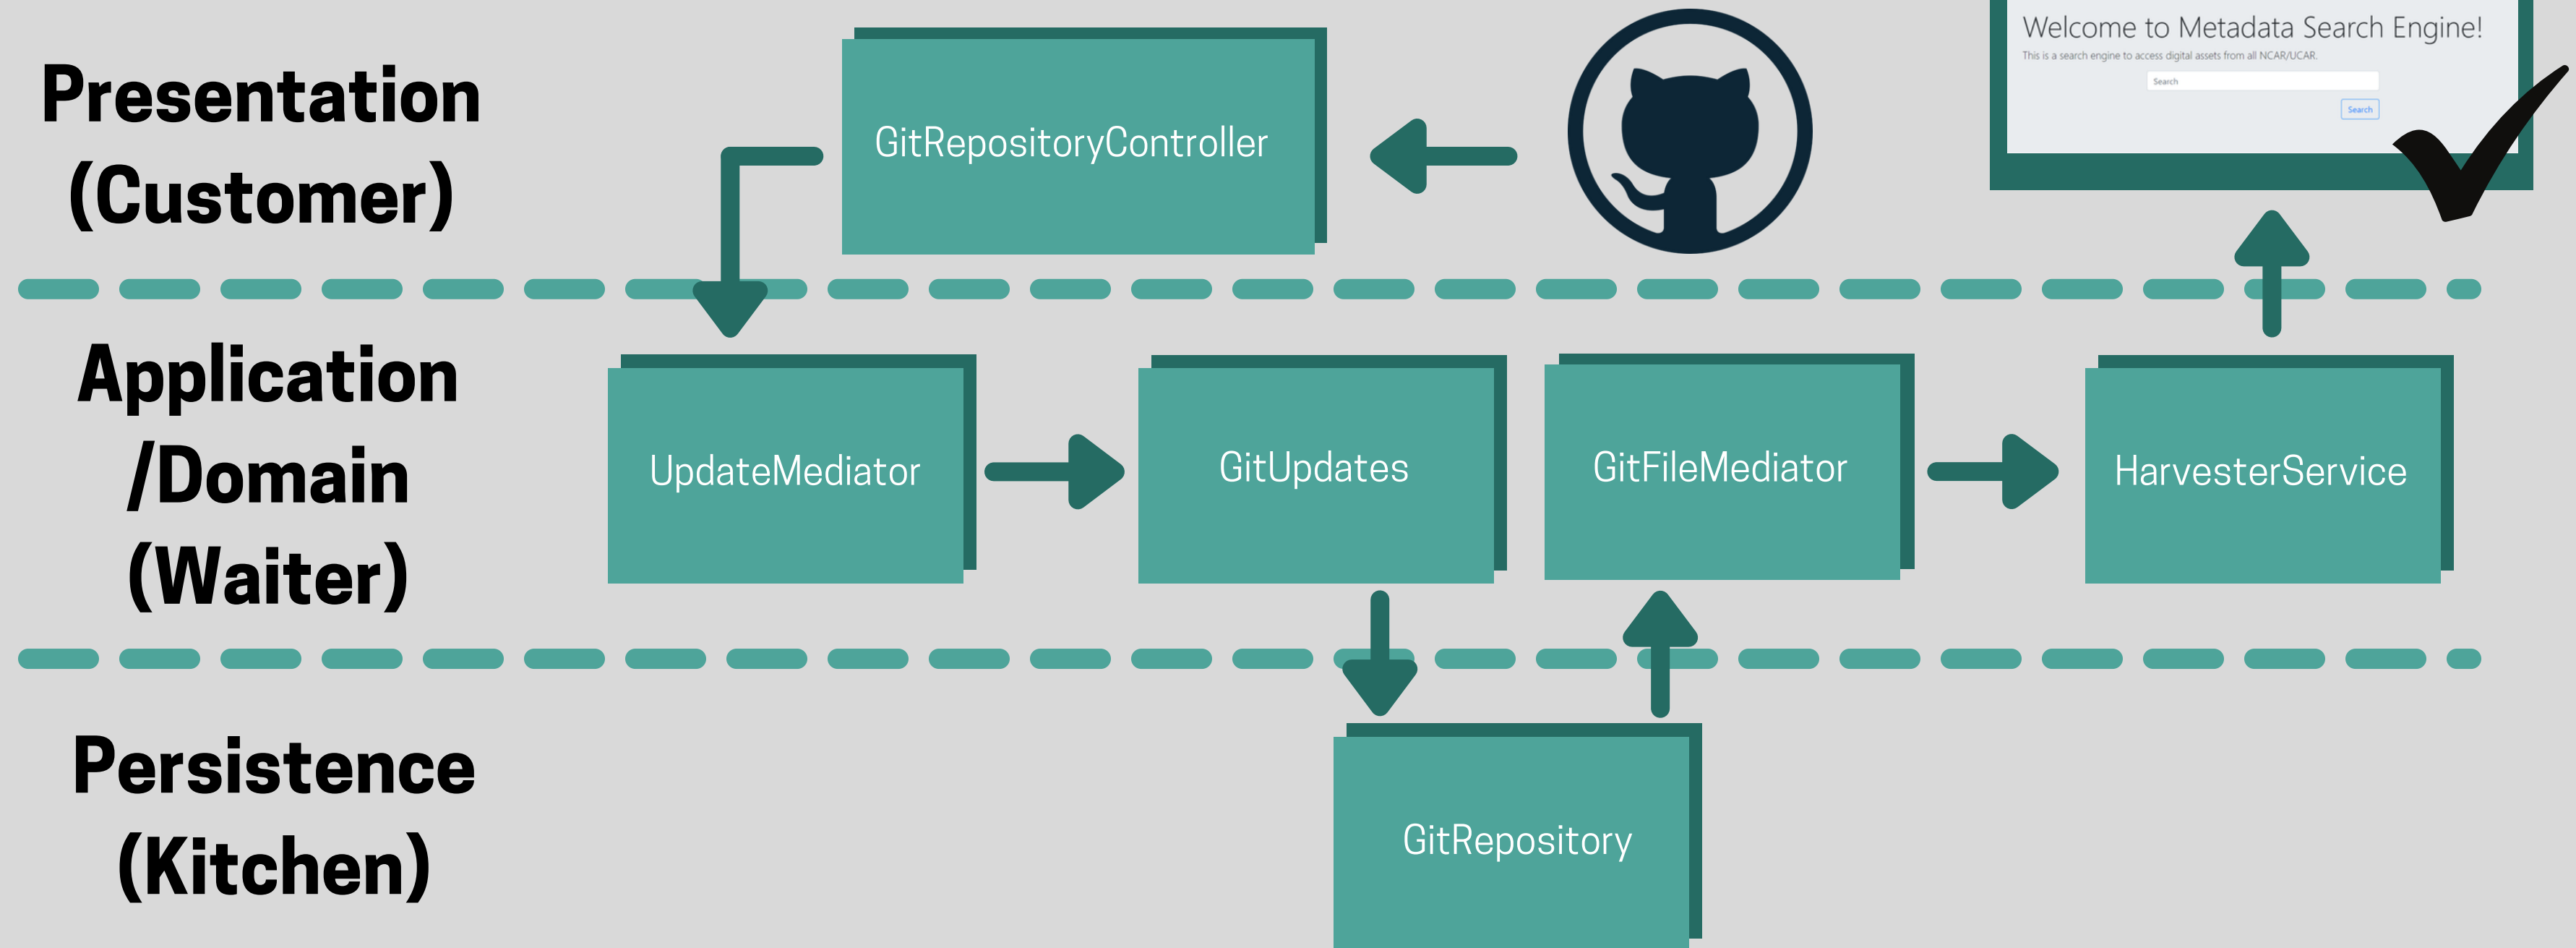 Presentation
(Customer)
GitRepositoryController
Welcome to Metadata Search Engine!
This is a search engine to access digital assets from all NCAR/UCAR.
Search
Search
Application
/Domain
(Waiter)
UpdateMediator
GitUpdates
GitFileMediator
HarvesterService
Persistence
(Kitchen)
GitRepository